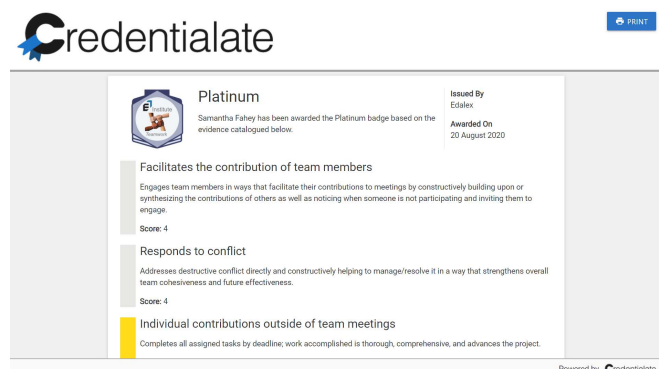 Credentialate
PRINT
Platinum
Samantha Fahey has been awarded the Platinum badge based on the
evidence catalogued below.
Issued By
Edalex
Awarded On
20 August 2020
Institute
Teamwork
Facilitates the contribution of team members
Engages team members in ways that facilitate their contributions to meetings by constructively building upon or
synthesizing the contributions of others as well as noticing when someone is not participating and inviting them to
engage.
Score: 4
Responds to conflict
Addresses destructive conflict directly and constructively helping to manage/resolve it in a way that strengthens overall
team cohesiveness and future effectiveness.
Score: 4
Individual contributions outside of team meetings
Completes all assigned tasks by deadline; work accomplished is thorough, comprehensive, and advances the project.
Powered by Credentialate